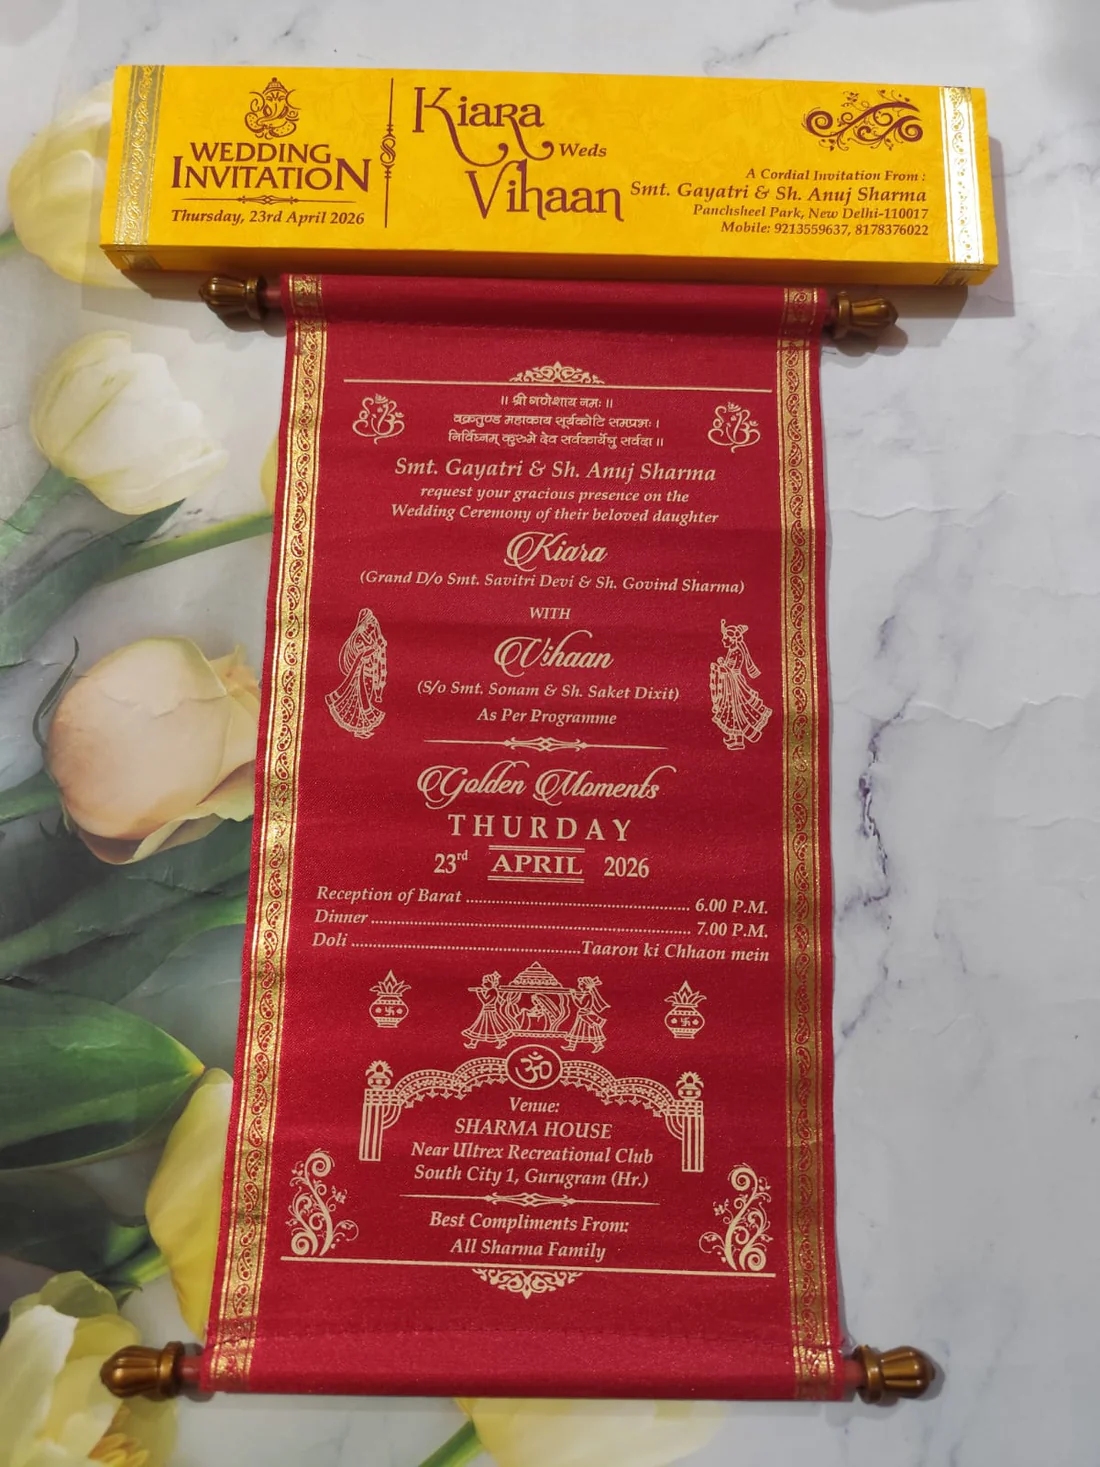 WEDDING
INVITATION
Thursday, 23rd April 2026
Kiara
Weds
Vihaan
A Cordial Invitation From :
Smt. Gayatri & Sh. Anuj Sharma
Panchsheel Park, New Delhi-110017
Mobile: 9213559637, 8178376022
॥ श्री गणेशाय नमः ॥
वक्रतुण्ड महाकाय सूर्यकोटि समप्रभः।
निर्विघ्नम् कुरुमे देव सर्वकार्येषु सर्वदा॥
Smt. Gayatri & Sh. Anuj Sharma
request your gracious presence on the
Wedding Ceremony of their beloved daughter
Kiara
(Grand D/o Smt. Savitri Devi & Sh. Govind Sharma)
WITH
Vihaan
(S/o Smt. Sonam & Sh. Saket Dixit)
As Per Programme
Golden Moments
THURDAY
23rd APRIL 2026
Reception of Barat ........................................................ 6.00 P.M.
Dinner ................................................................................ 7.00 P.M.
Doli .........................................................Taaron ki Chhaon mein
ॐ
Venue:
SHARMA HOUSE
Near Ultrex Recreational Club
South City 1, Gurugram (Hr.)
Best Compliments From:
All Sharma Family